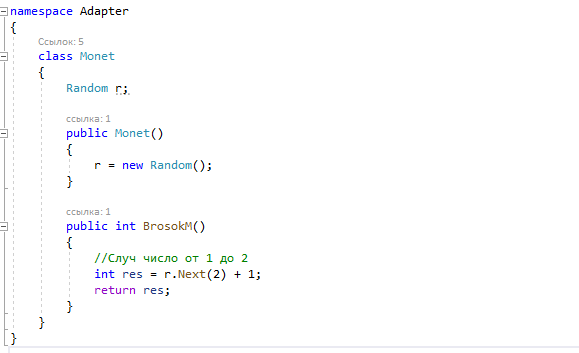 namespace Adapter
{
Ссылок: 5
class Monet
{
Random r;
ссылка: 1
public Monet()
{
r = new Random();
}
ссылка: 1
public int BrosokM()
{
//Случ число от 1 до 2
int res = r.Next(2) + 1;
return res;
}
}
}